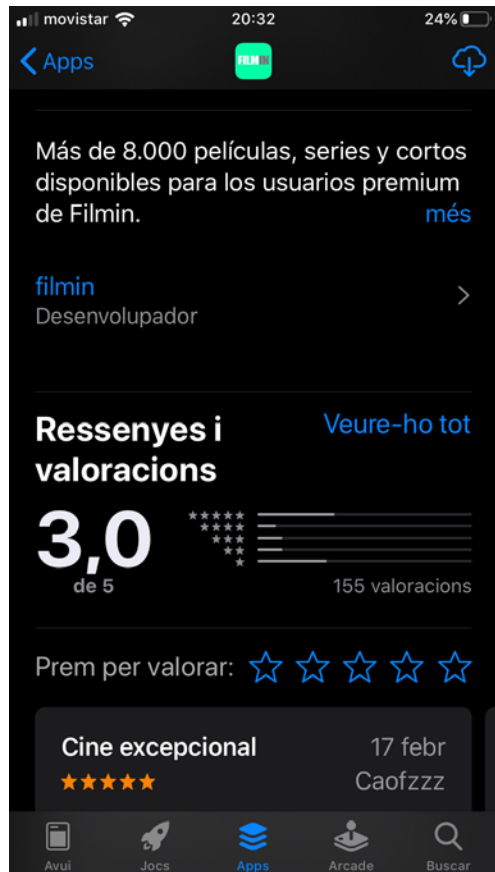 movistar 20:32 24%
Apps FILMIN
Más de 8.000 películas, series y cortos
disponibles para los usuarios premium
de Filmin. més
filmin
Desenvolupador
Ressenyes i
valoracions
Veure-ho tot
3,0
de 5
155 valoracions
Prem per valorar:
Cine excepcional 17 febr
Caofzzz
Avui Jocs Apps Arcade Buscar